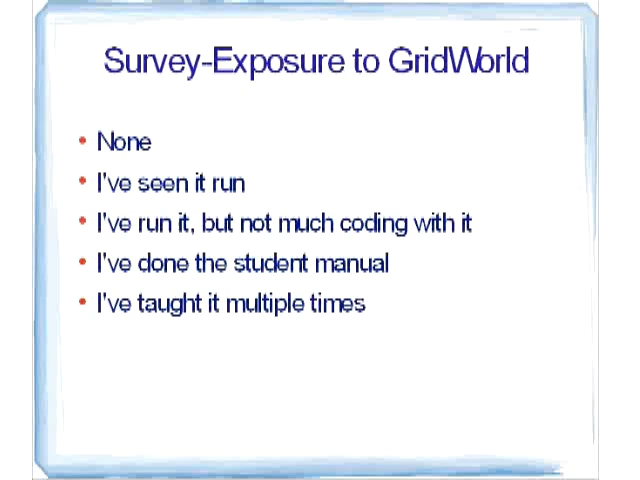 Survey-Exposure to GridWorld
• None
• I've seen it run
• I've run it, but not much coding with it
• I've done the student manual
• I've taught it multiple times